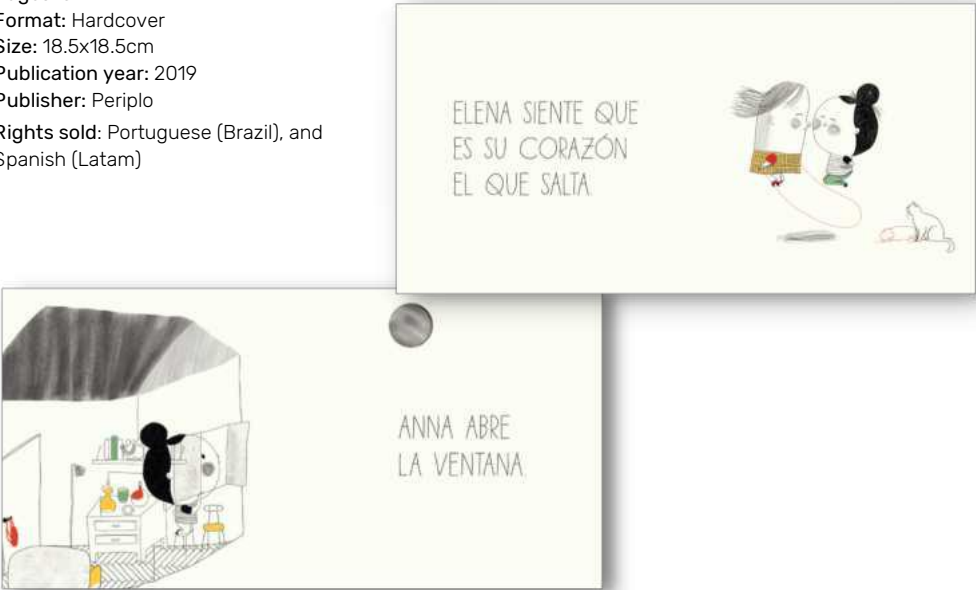 Format: Hardcover
Size: 18.5x18.5cm
Publication year: 2019
Publisher: Periplo
Rights sold: Portuguese (Brazil), and
Spanish (Latam)
ELENA SIENTE QUE
ES SU CORAZÓN
EL QUE SALTA.
ANNA ABRE
LA VENTANA.